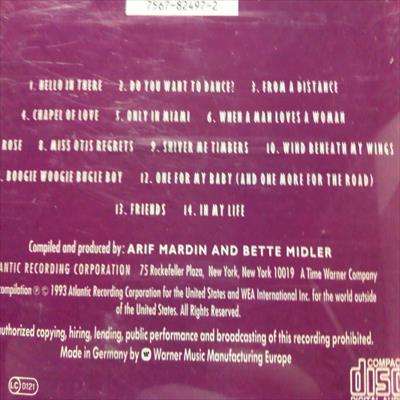 7567-82497-2
1. HELLO IN THERE 2. DO YOU WANT TO DANCE? 3. FROM A DISTANCE
4. CHAPEL OF LOVE 5. ONLY IN MIAMI 6. WHEN A MAN LOVES A WOMAN
ROSE 8. MISS OTIS REGRETS 9. SHIVER ME TIMBERS 10. WIND BENEATH MY WINGS
BOOGIE WOOGIE BUGLE BOY 12. ONE FOR MY BABY (AND ONE MORE FOR THE ROAD)
13. FRIENDS 14. IN MY LIFE
Compiled and produced by: ARIF MARDIN AND BETTE MIDLER
ANTIC RECORDING CORPORATION 75 Rockefeller Plaza, New York, New York 10019 A Time Warner Company
ompilation ℗ © 1993 Atlantic Recording Corporation for the United States and WEA International Inc. for the world outside
of the United States. All Rights Reserved.
uthorized copying, hiring, lending, public performance and broadcasting of this recording prohibited.
Made in Germany by Warner Music Manufacturing Europe
LC 0121
COMPAC
disc
DIGITAL AUD